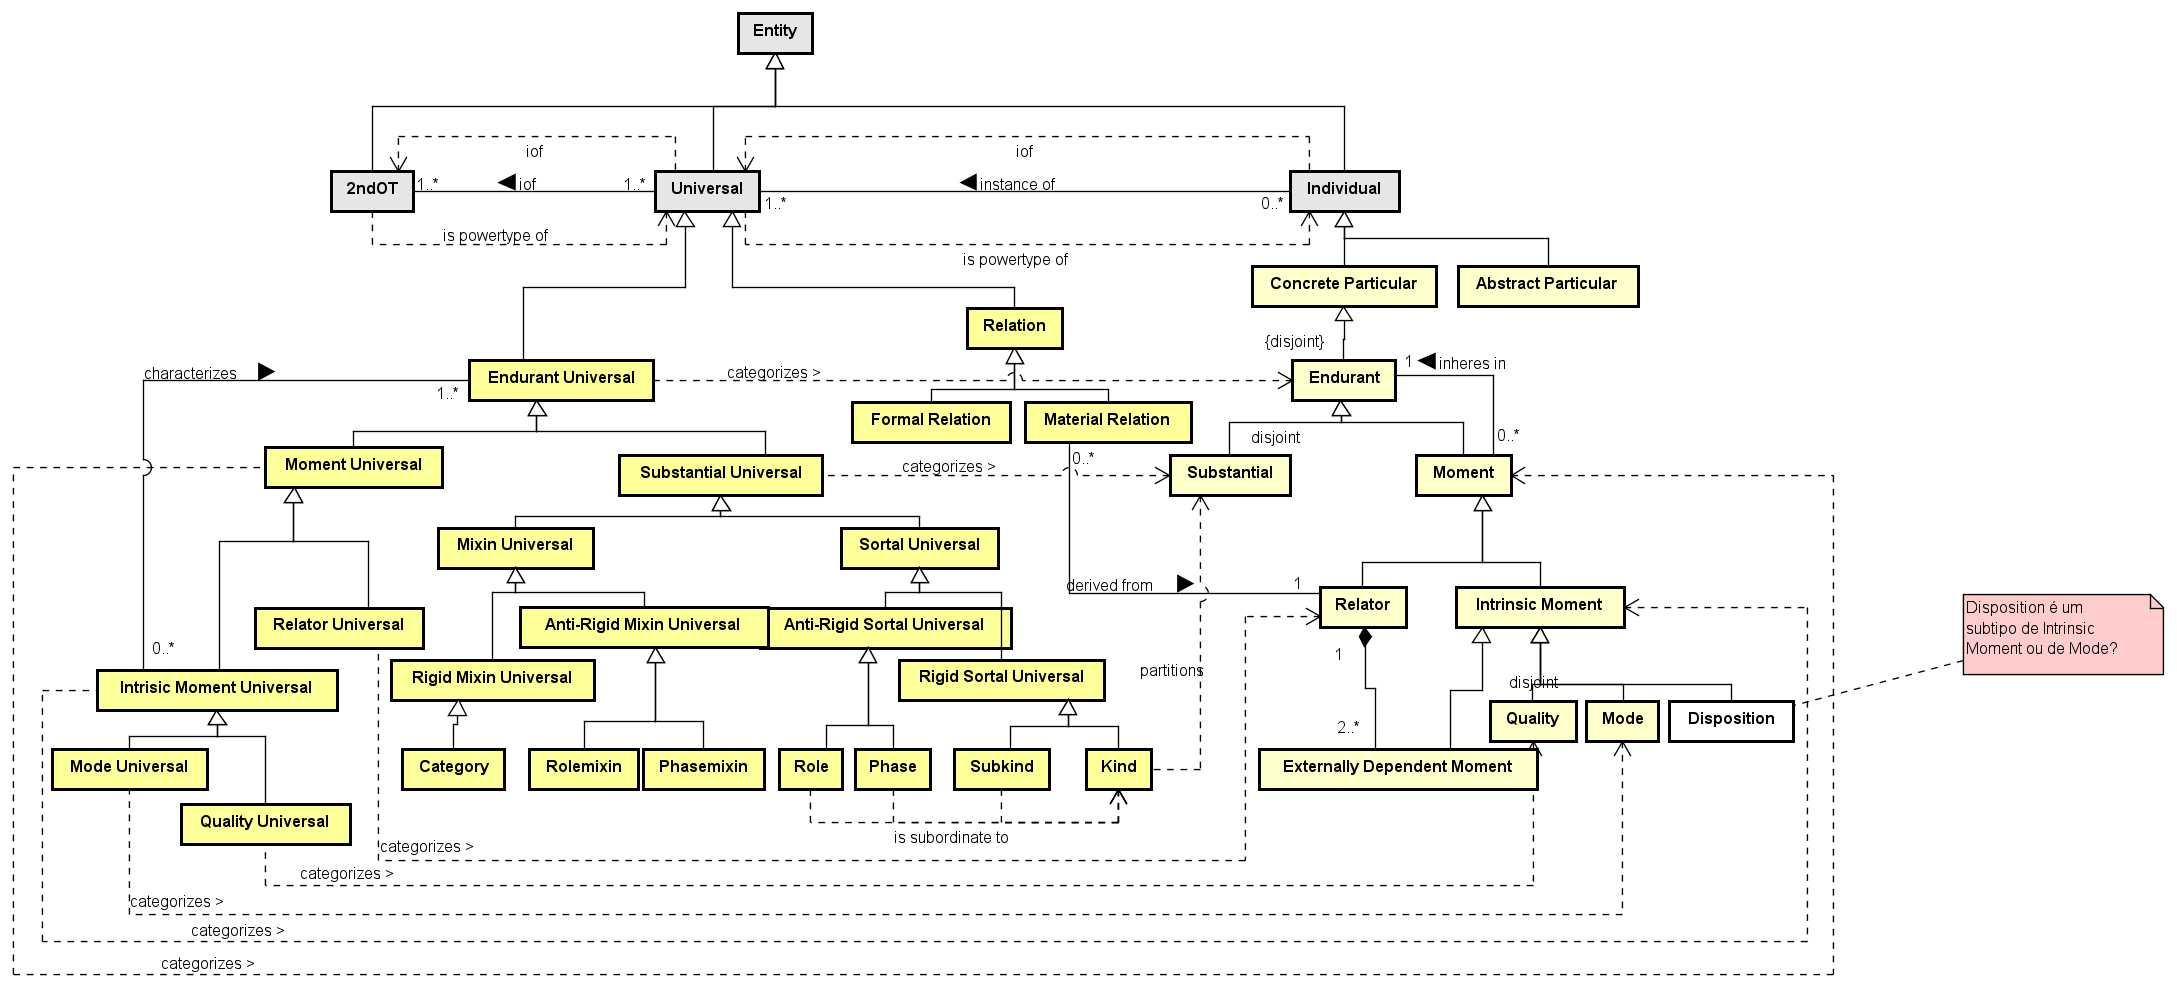 Entity
iof
iof
2ndOT
1..*
iof
1..*
Universal
1..*
instance of
0..*
Individual
is powertype of
is powertype of
Concrete Particular
Abstract Particular
Relation
{disjoint}
characterizes
1..*
Endurant Universal
categorizes >
Endurant
1
inheres in
Formal Relation
Material Relation
disjoint
0..*
Moment Universal
Substantial Universal
categorizes >
0..*
Substantial
Moment
Mixin Universal
Sortal Universal
derived from
1
Relator
Intrinsic Moment
Disposition é um
subtipo de Intrinsic
Moment ou de Mode?
Relator Universal
Anti-Rigid Mixin Universal
Anti-Rigid Sortal Universal
0..*
1
Intrisic Moment Universal
Rigid Mixin Universal
Rigid Sortal Universal
partitions
disjoint
Quality
Mode
Disposition
2..*
Mode Universal
Category
Rolemixin
Phasemixin
Role
Phase
Subkind
Kind
Externally Dependent Moment
Quality Universal
is subordinate to
categorizes >
categorizes >
categorizes >
categorizes >
categorizes >